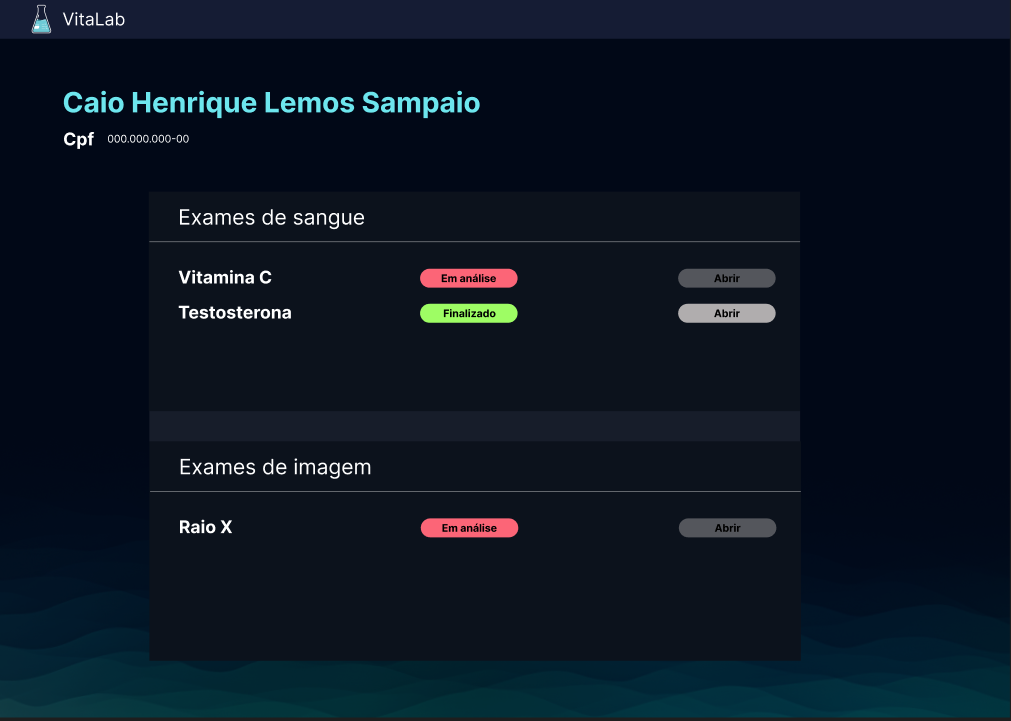 VitaLab
Caio Henrique Lemos Sampaio
Cpf 000.000.000-00
Exames de sangue
Vitamina C Em análise Abrir
Testosterona Finalizado Abrir
Exames de imagem
Raio X Em análise Abrir